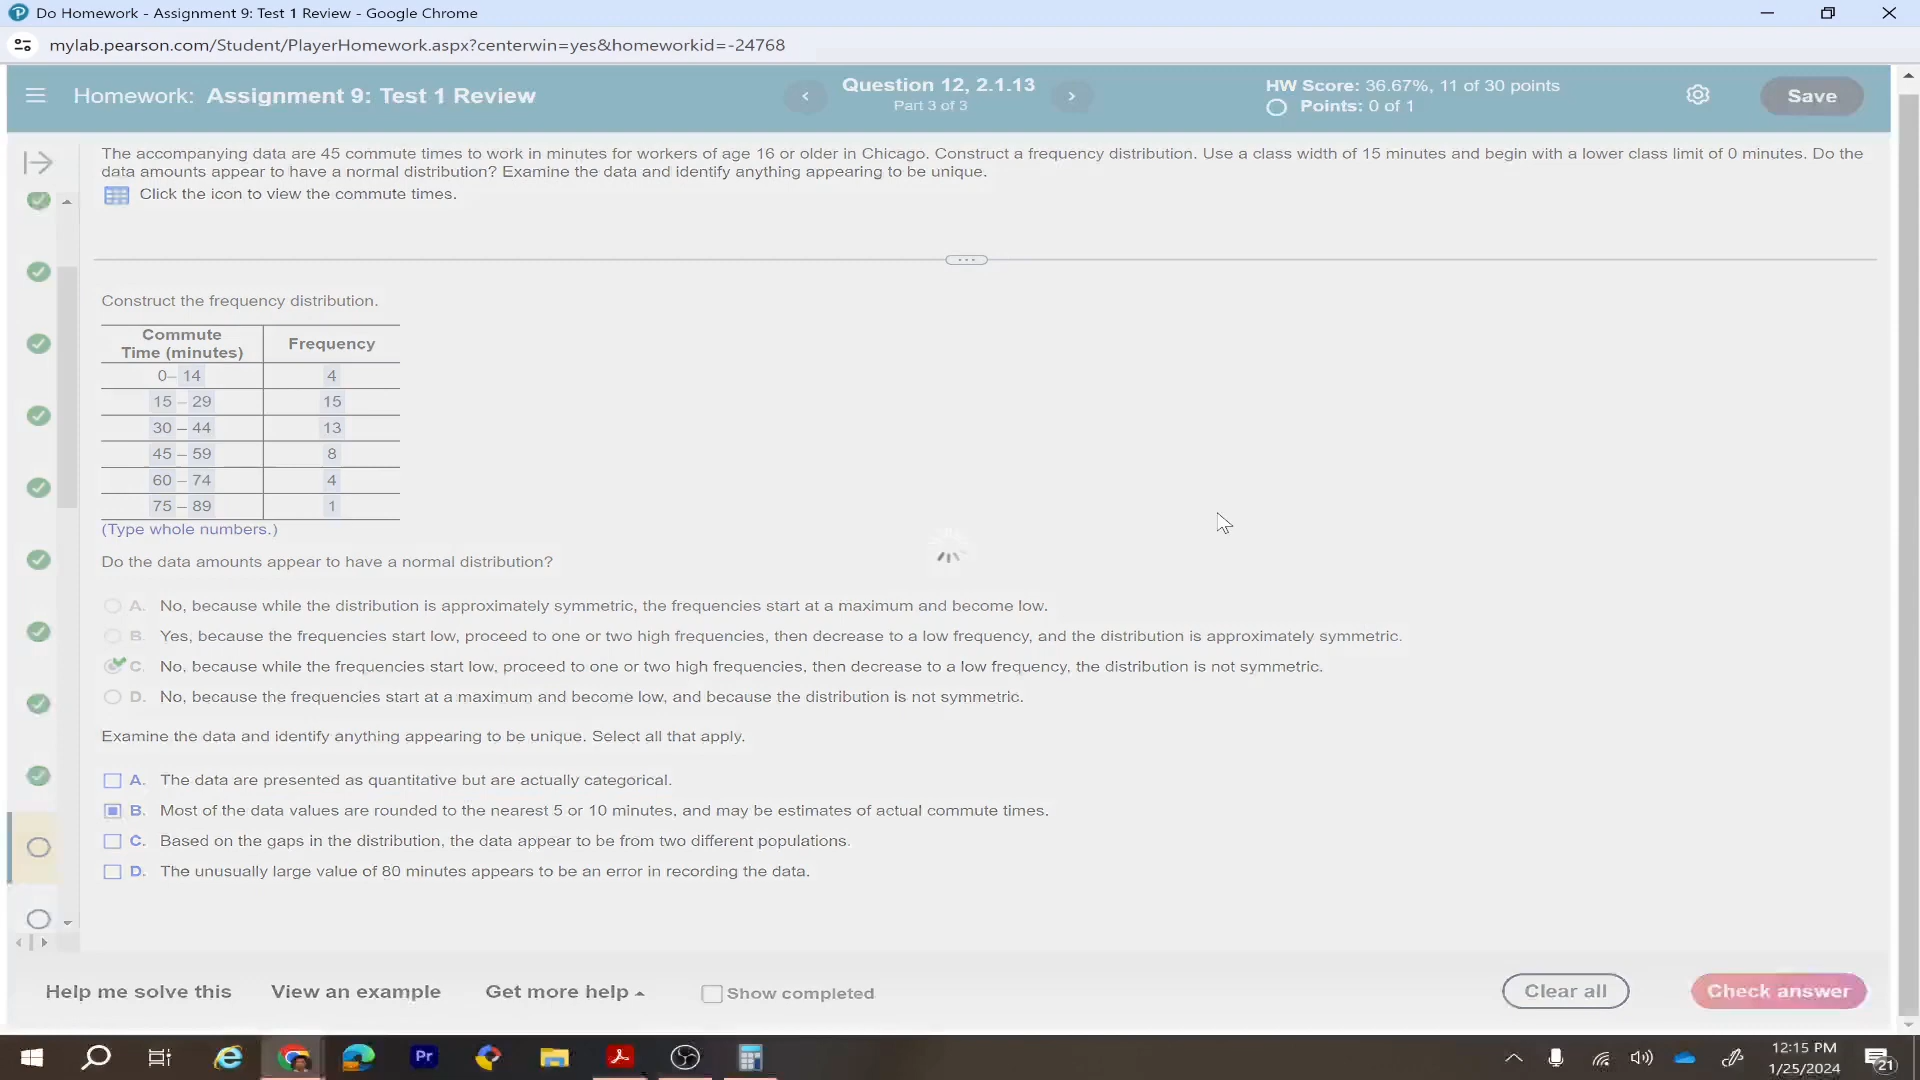 Do Homework - Assignment 9: Test 1 Review - Google Chrome
mylab.pearson.com/Student/PlayerHomework.aspx?centerwin=yes&homeworkid=-24768
Homework: Assignment 9: Test 1 Review
Question 12, 2.1.13
Part 3 of 3
HW Score: 36.67%, 11 of 30 points
Points: 0 of 1
Save
The accompanying data are 45 commute times to work in minutes for workers of age 16 or older in Chicago. Construct a frequency distribution. Use a class width of 15 minutes and begin with a lower class limit of 0 minutes. Do the
data amounts appear to have a normal distribution? Examine the data and identify anything appearing to be unique.
Click the icon to view the commute times.
Construct the frequency distribution.
Commute
Time (minutes) Frequency
0– 14 4
15 – 29 15
30 – 44 13
45 – 59 8
60 – 74 4
75 – 89 1
(Type whole numbers.)
Do the data amounts appear to have a normal distribution?
A. No, because while the distribution is approximately symmetric, the frequencies start at a maximum and become low.
B. Yes, because the frequencies start low, proceed to one or two high frequencies, then decrease to a low frequency, and the distribution is approximately symmetric.
C. No, because while the frequencies start low, proceed to one or two high frequencies, then decrease to a low frequency, the distribution is not symmetric.
D. No, because the frequencies start at a maximum and become low, and because the distribution is not symmetric.
Examine the data and identify anything appearing to be unique. Select all that apply.
A. The data are presented as quantitative but are actually categorical.
B. Most of the data values are rounded to the nearest 5 or 10 minutes, and may be estimates of actual commute times.
C. Based on the gaps in the distribution, the data appear to be from two different populations.
D. The unusually large value of 80 minutes appears to be an error in recording the data.
Help me solve this
View an example
Get more help
Show completed
Clear all
Check answer
Pr
12:15 PM
1/25/2024
21